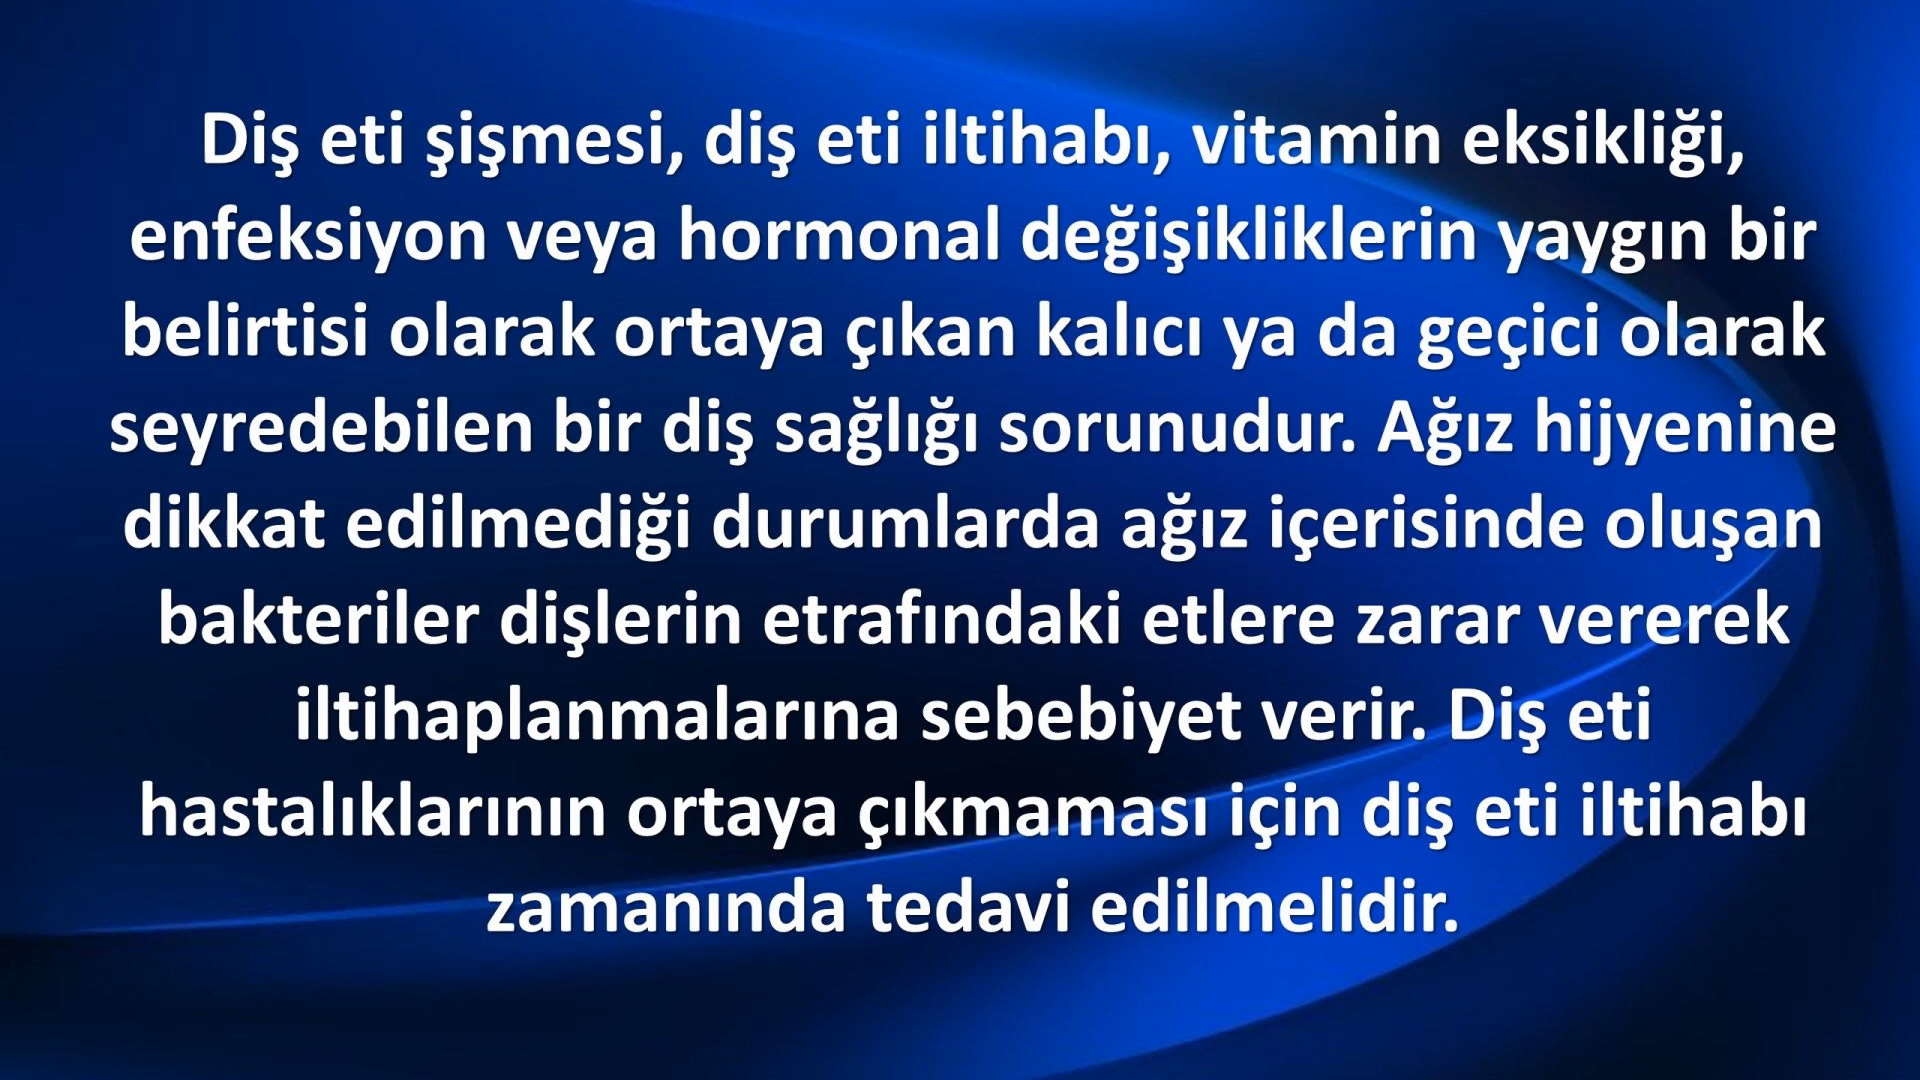 Diş eti şişmesi, diş eti iltihabı, vitamin eksikliği,
enfeksiyon veya hormonal değişikliklerin yaygın bir
belirtisi olarak ortaya çıkan kalıcı ya da geçici olarak
seyredebilen bir diş sağlığı sorunudur. Ağız hijyenine
dikkat edilmediği durumlarda ağız içerisinde oluşan
bakteriler dişlerin etrafındaki etlere zarar vererek
iltihaplanmalarına sebebiyet verir. Diş eti
hastalıklarının ortaya çıkmaması için diş eti iltihabı
zamanında tedavi edilmelidir.